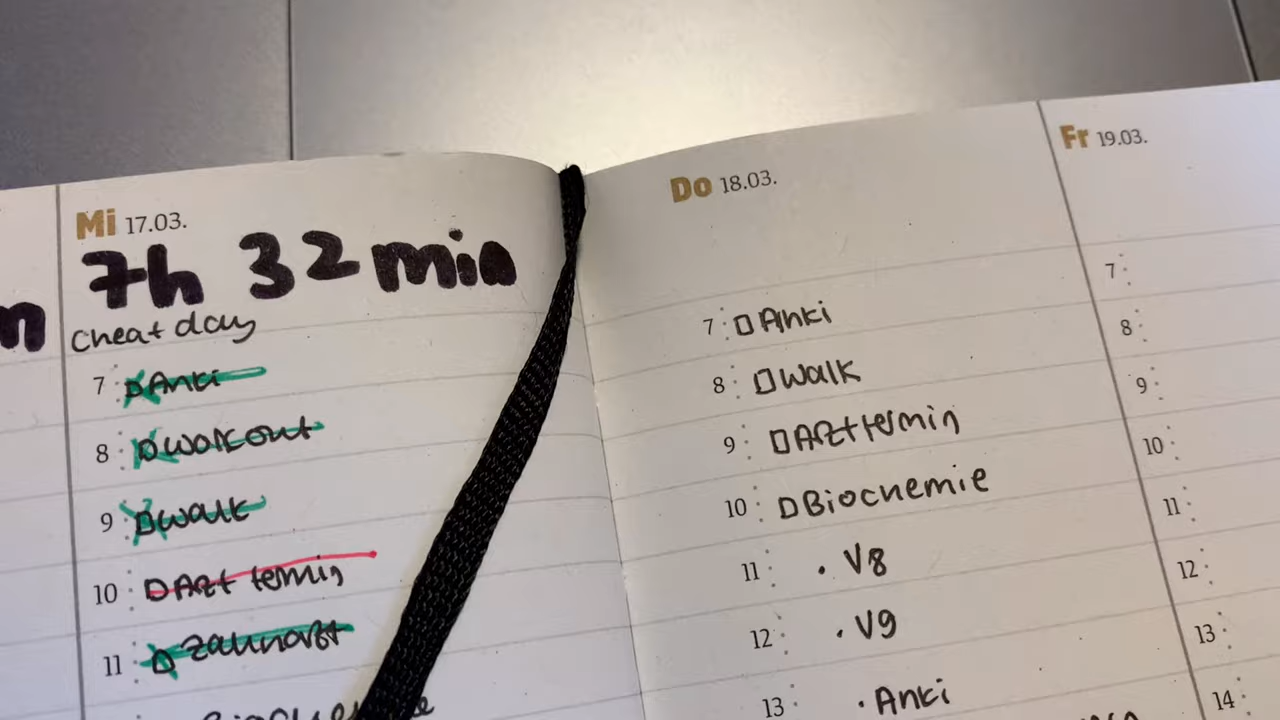 Mi 17.03.
7h 32 min
cheat day
7 Anki
8 workout
9 walk
10 Arzt termin
11 zahnarzt
Do 18.03.
7 Anki
8 walk
9 Arzttermin
10 Biochemie
11 • V8
12 • V9
13 • Anki
Fr 19.03.
7
8
9
10
11
12
13
14